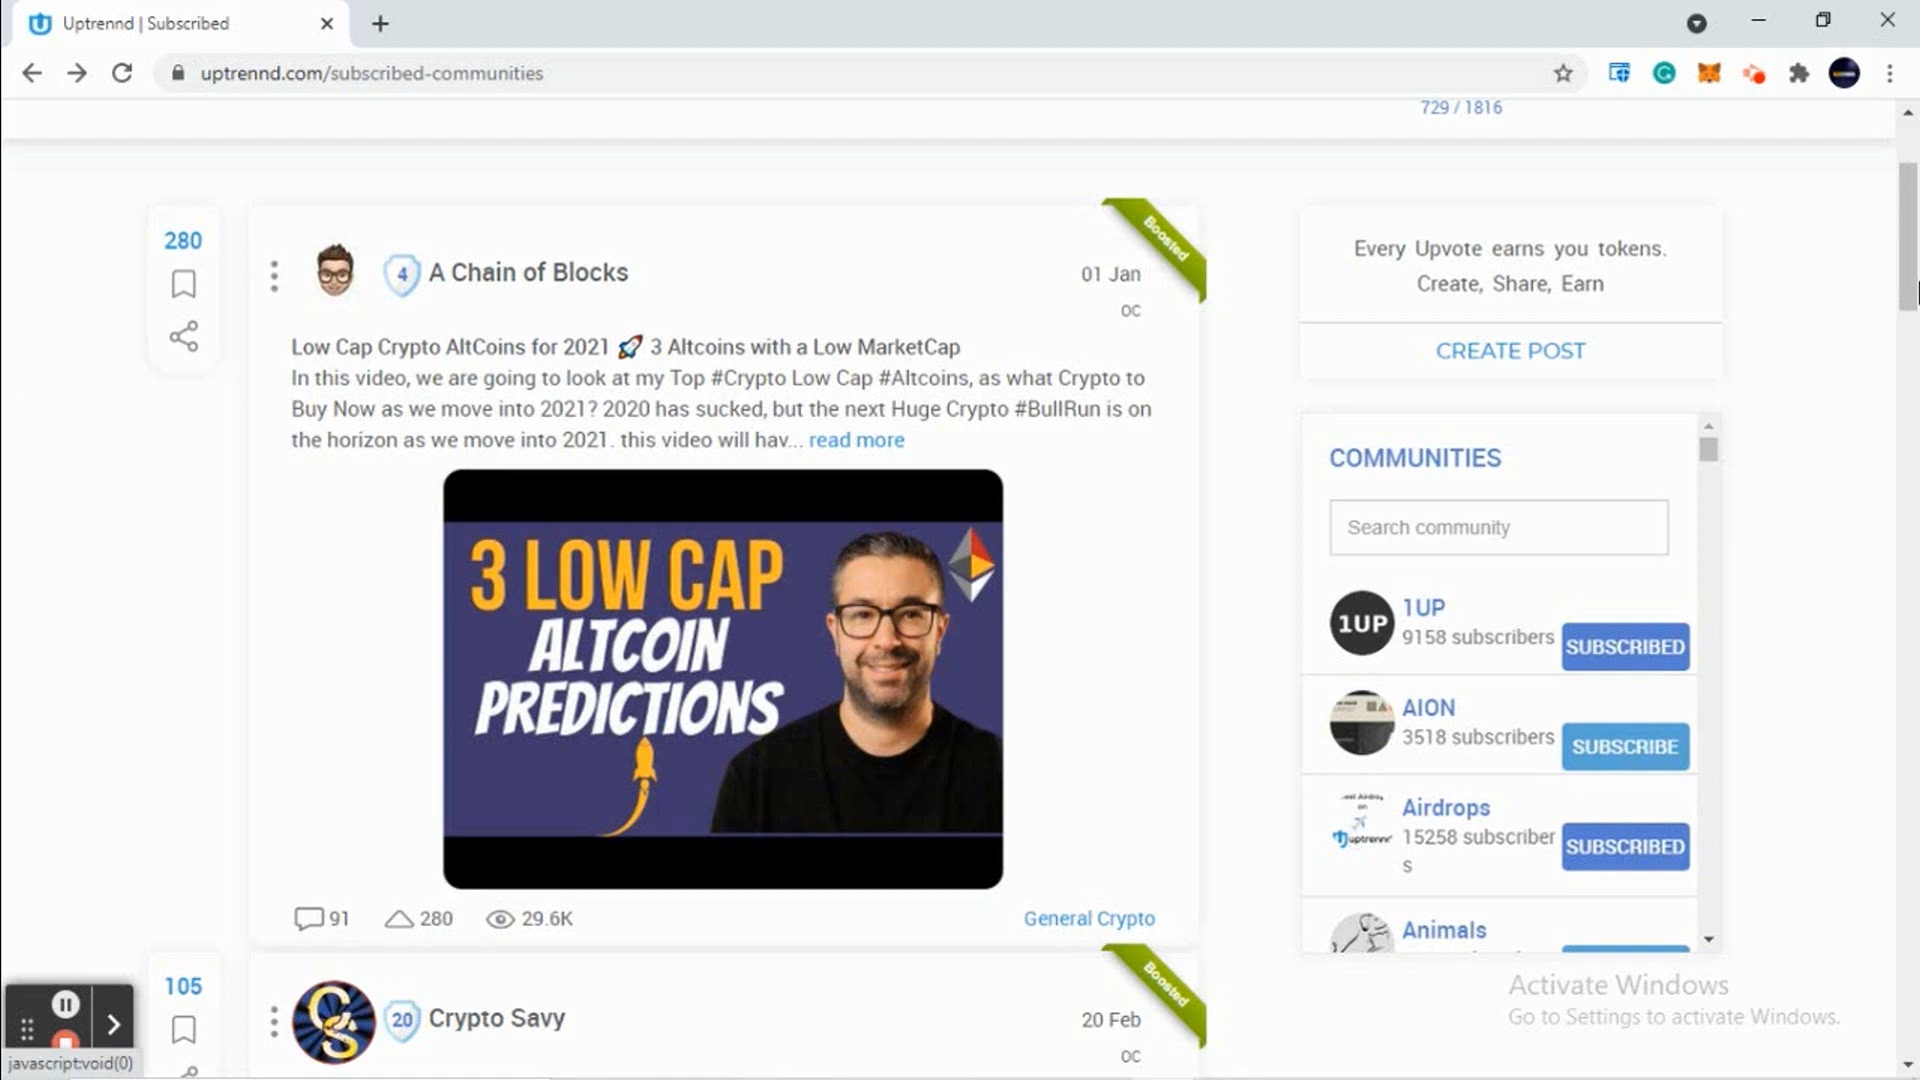 Uptrennd | Subscribed
uptrennd.com/subscribed-communities
729 / 1816
280
4
A Chain of Blocks
01 Jan
OC
Boosted
Low Cap Crypto AltCoins for 2021 🚀 3 Altcoins with a Low MarketCap
In this video, we are going to look at my Top #Crypto Low Cap #Altcoins, as what Crypto to
Buy Now as we move into 2021? 2020 has sucked, but the next Huge Crypto #BullRun is on
the horizon as we move into 2021. this video will hav... read more
3 LOW CAP
ALTCOIN
PREDICTIONS
91
280
29.6K
General Crypto
105
20
Crypto Savy
20 Feb
OC
Boosted
Every Upvote earns you tokens.
Create, Share, Earn
CREATE POST
COMMUNITIES
Search community
1UP
1UP
9158 subscribers
SUBSCRIBED
AION
3518 subscribers
SUBSCRIBE
on
uptrennd
Airdrops
15258 subscriber
s
SUBSCRIBED
Animals
Activate Windows
Go to Settings to activate Windows.
javascript:void(0)